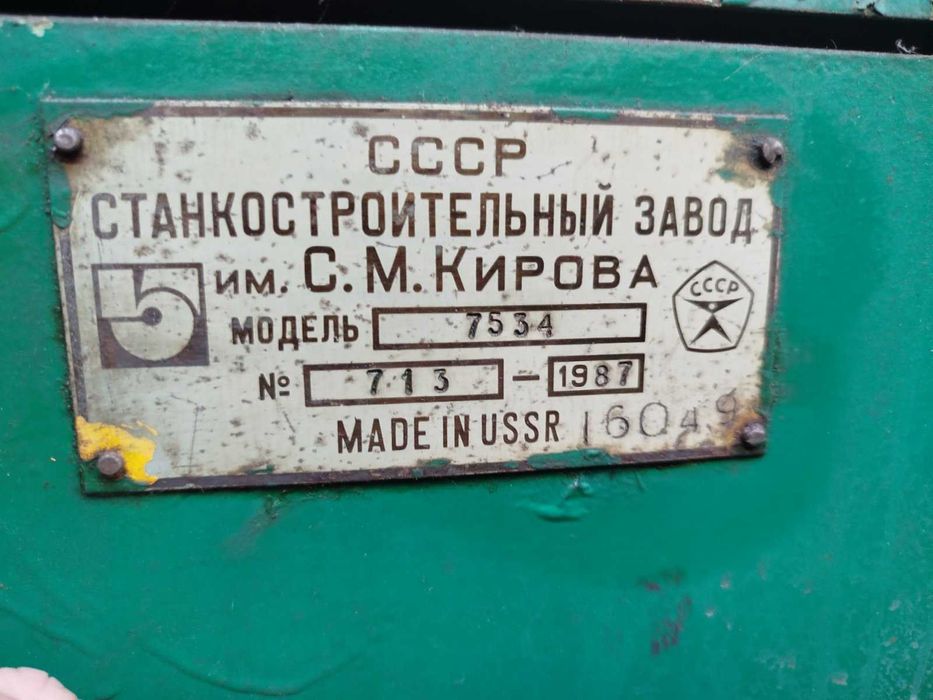 СССР
СТАНКОСТРОИТЕЛЬНЫЙ ЗАВОД
им. С.М.КИРОВА
СССР
МОДЕЛЬ 7534
№ 713 – 1987
MADE IN USSR 16049